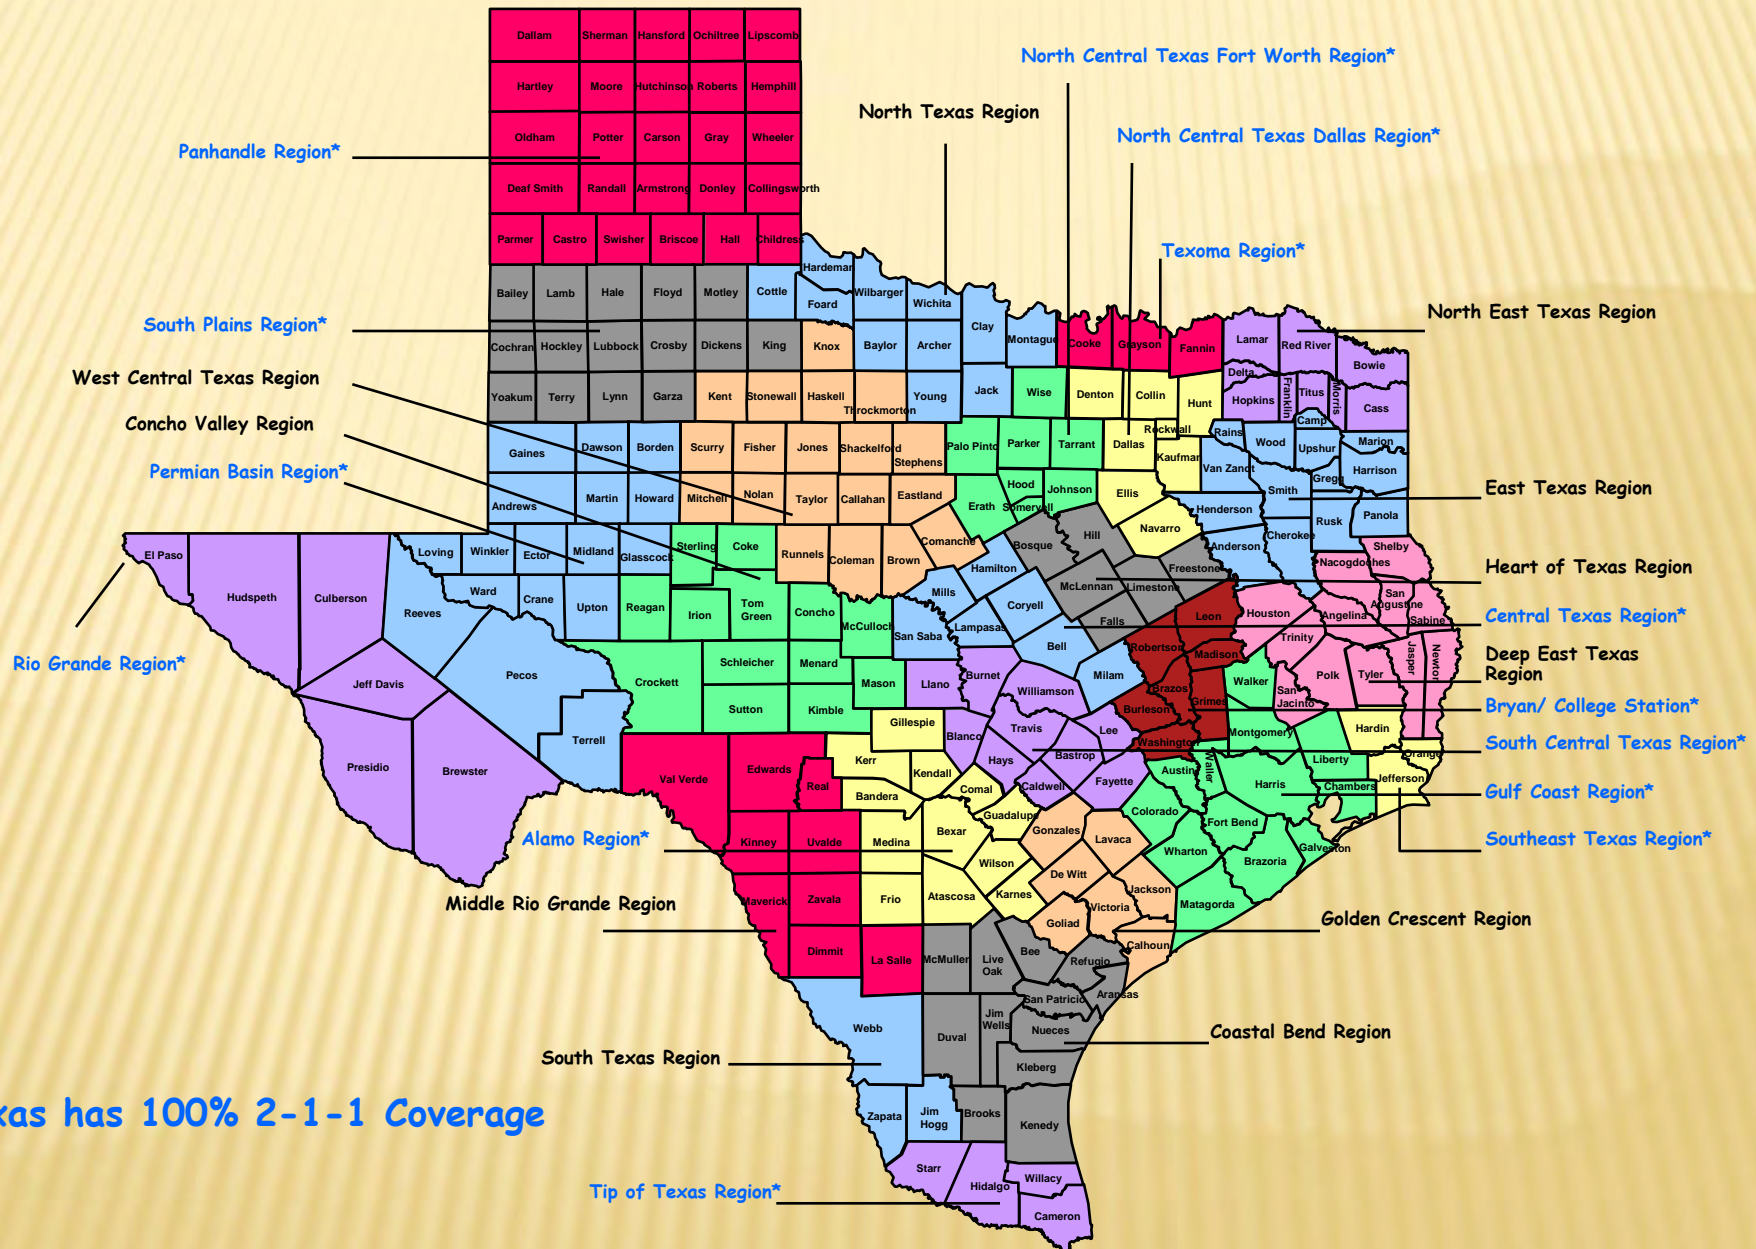 Dallam Sherman Hansford Ochiltree Lipscomb
North Central Texas Fort Worth Region*
Hartley Moore Hutchinson Roberts Hemphill
North Texas Region
Oldham Potter Carson Gray Wheeler
North Central Texas Dallas Region*
Panhandle Region*
Deaf Smith Randall Armstrong Donley Collingsworth
Parmer Castro Swisher Briscoe Hall Childress
Texoma Region*
Hardeman
Bailey Lamb Hale Floyd Motley Cottle Foard Wilbarger Wichita
North East Texas Region
South Plains Region*
Clay Montague Cooke Grayson Fannin Lamar Red River Bowie
Cochran Hockley Lubbock Crosby Dickens King Knox Baylor Archer
West Central Texas Region
Delta Hopkins Franklin Titus Morris Cass
Yoakum Terry Lynn Garza Kent Stonewall Haskell Throckmorton Young Jack Wise Denton Collin Hunt
Concho Valley Region
Camp
Gaines Dawson Borden Scurry Fisher Jones Shackelford Stephens Palo Pinto Parker Tarrant Dallas Rockwall Kaufman Rains Wood Upshur Marion
Permian Basin Region*
Van Zandt Smith Gregg Harrison
East Texas Region
Andrews Martin Howard Mitchell Nolan Taylor Callahan Eastland Erath Hood Somervell Johnson Ellis Navarro Henderson Rusk Panola
El Paso Loving Winkler Ector Midland Glasscock Sterling Coke Runnels Coleman Brown Comanche Bosque Hill Freestone Anderson Cherokee Shelby
Nacogdoches
Heart of Texas Region
Hudspeth Culberson Reeves Ward Crane Upton Reagan Irion Tom
Green Concho McCulloch Mills Hamilton Coryell McLennan Limestone Falls Leon Houston Angelina San
Augustine Sabine
Central Texas Region*
San Saba Lampasas Bell Robertson Madison Trinity
Rio Grande Region*
Deep East Texas
Region
Jeff Davis Pecos Crockett Schleicher Menard Mason Llano Burnet Williamson Milam Brazos Grimes Walker San
Jacinto Polk Tyler Jasper Newton
Bryan/ College Station*
Sutton Kimble Gillespie Blanco Travis Lee Burleson Washington Montgomery Hardin
South Central Texas Region*
Presidio Brewster Terrell Val Verde Edwards Real Kerr Kendall Hays Bastrop Austin Waller Liberty Orange
Bandera Comal Caldwell Fayette Harris Chambers Jefferson
Gulf Coast Region*
Guadalupe Colorado Fort Bend
Alamo Region*
Southeast Texas Region*
Kinney Uvalde Medina Bexar Gonzales Lavaca Wharton Brazoria Galveston
Wilson De Witt
Middle Rio Grande Region
Maverick Zavala Frio Atascosa Karnes Jackson Matagorda
Goliad Victoria
Golden Crescent Region
Dimmit La Salle McMullen Live
Oak Bee Refugio Calhoun
San Patricio Aransas
Webb Duval Jim
Wells Nueces
Coastal Bend Region
South Texas Region
Kleberg
xas has 100% 2-1-1 Coverage
Zapata Jim
Hogg Brooks Kenedy
Starr Hidalgo Willacy
Tip of Texas Region*
Cameron